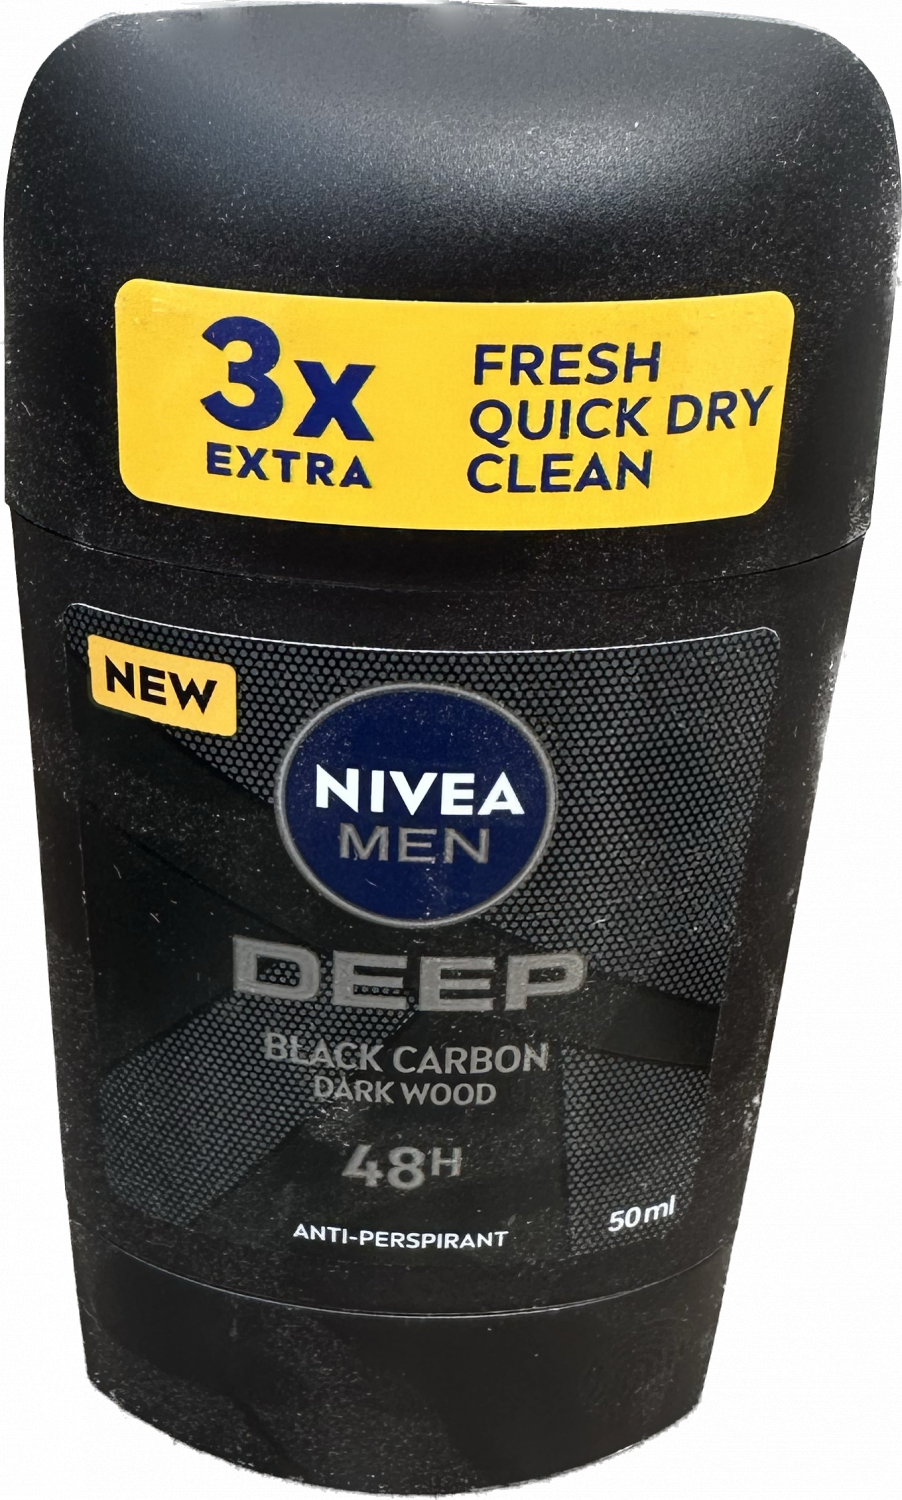 3x
EXTRA
FRESH
QUICK DRY
CLEAN
NEW
NIVEA
MEN
DEEP
BLACK CARBON
DARK WOOD
48H
ANTI-PERSPIRANT
50ml